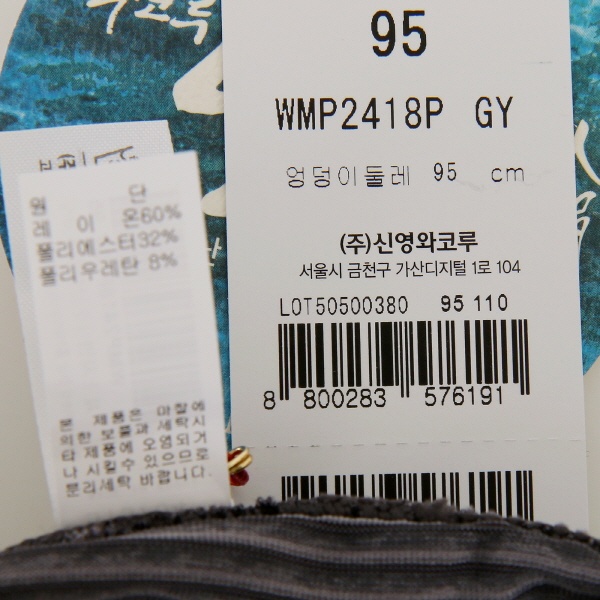 우코루
95
WMP2418P GY
엉덩이둘레 95 cm
(주)신영와코루
서울시 금천구 가산디지털 1로 104
LOT50500380 95 110
8 800283 576191
원 단
레 이 온60%
폴리에스터32%
폴리우레탄 8%
본 제품은 마찰에
의한 보풀과 세탁시
타 제품에 오염되거
나 시킬수 있으므로
분리세탁 바랍니다.